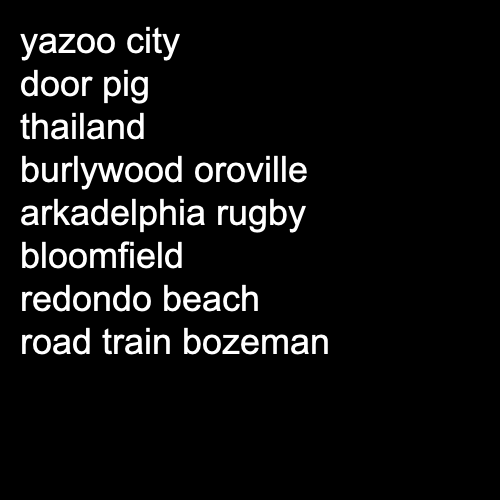 yazoo city
door pig
thailand
burlywood oroville
arkadelphia rugby
bloomfield
redondo beach
road train bozeman